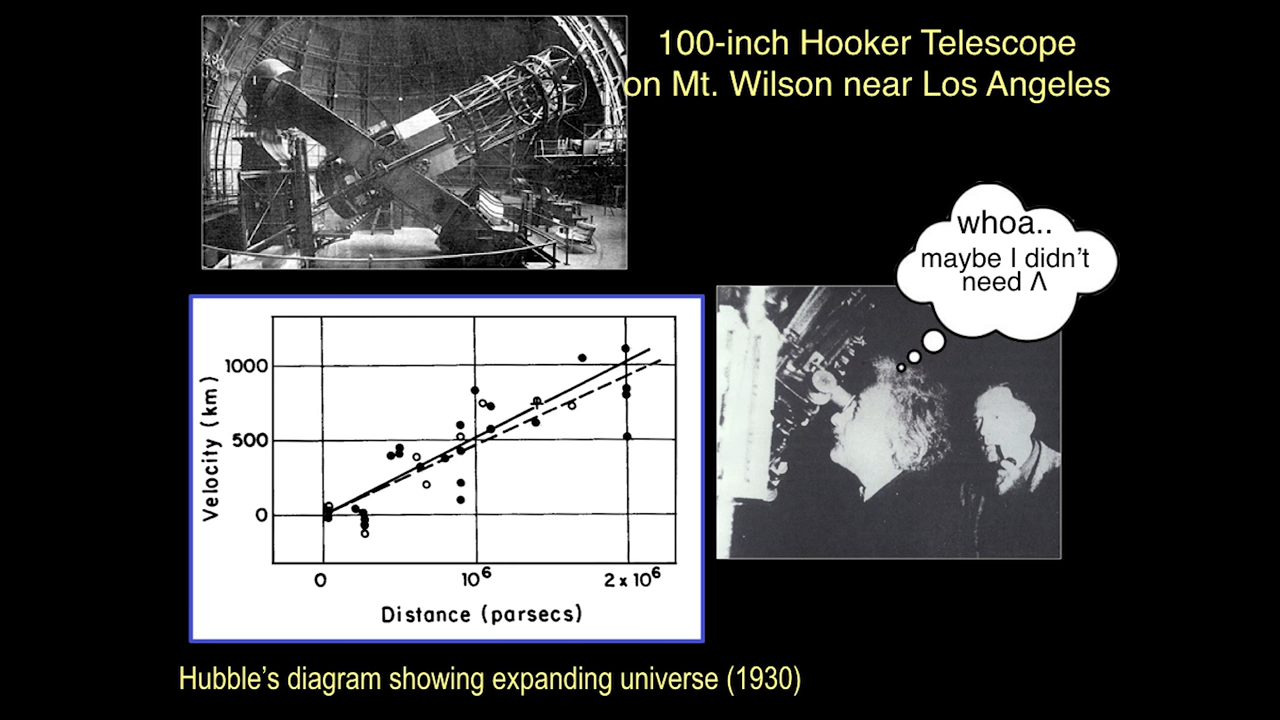 100-inch Hooker Telescope
on Mt. Wilson near Los Angeles
whoa..
maybe I didn't
need Λ
Velocity (km)
1000
500
0
0
10⁶
2 x 10⁶
Distance (parsecs)
Hubble's diagram showing expanding universe (1930)